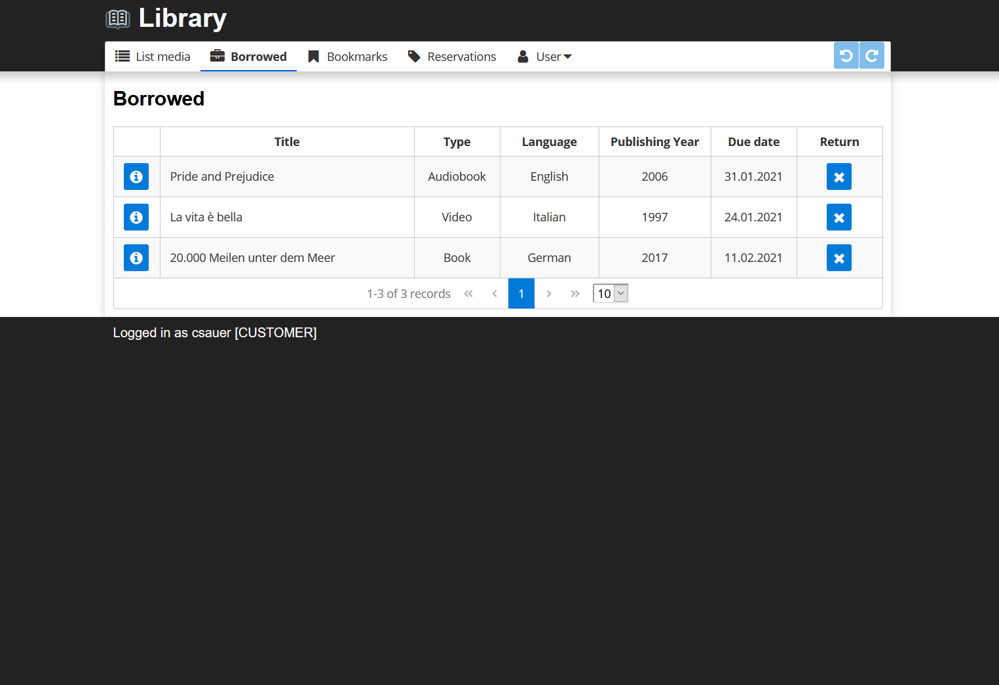 Library
List media Borrowed Bookmarks Reservations User
Borrowed
Title Type Language Publishing Year Due date Return
Pride and Prejudice Audiobook English 2006 31.01.2021
La vita è bella Video Italian 1997 24.01.2021
20.000 Meilen unter dem Meer Book German 2017 11.02.2021
1-3 of 3 records 1 10
Logged in as csauer [CUSTOMER]